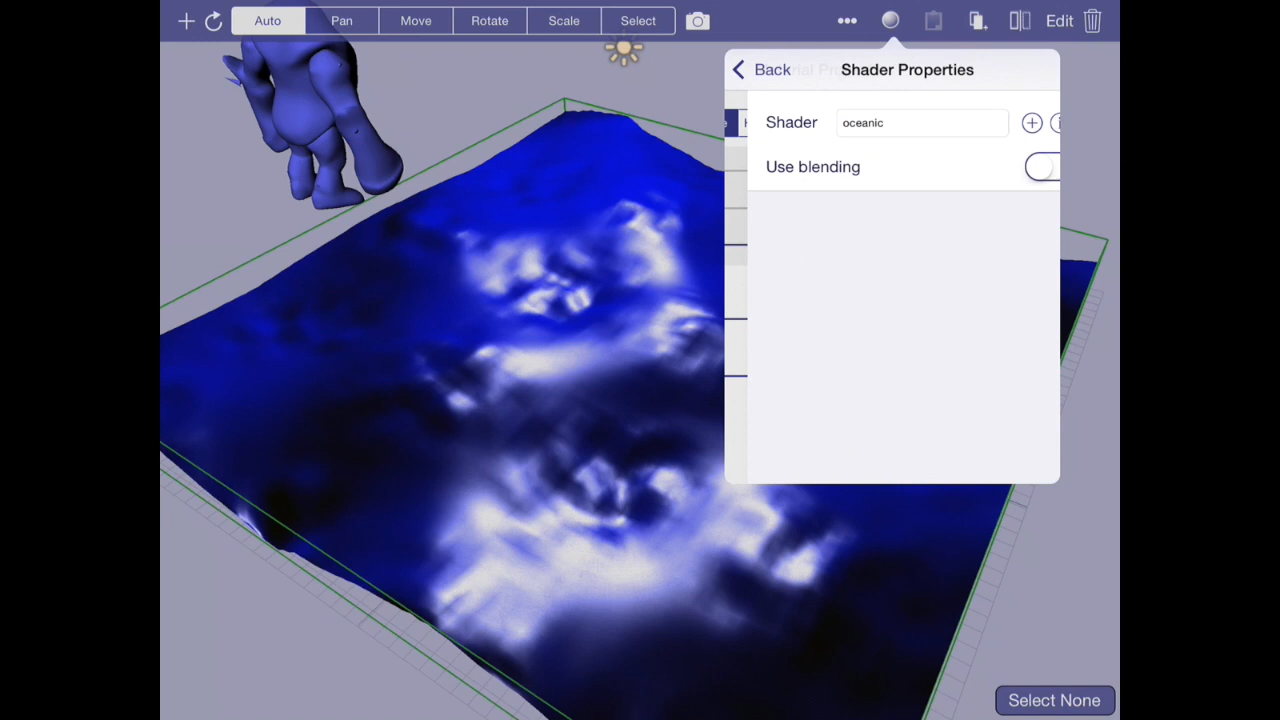 Auto Pan Move Rotate Scale Select ••• Edit
Back Shader Properties
Shader oceanic
Use blending
Select None